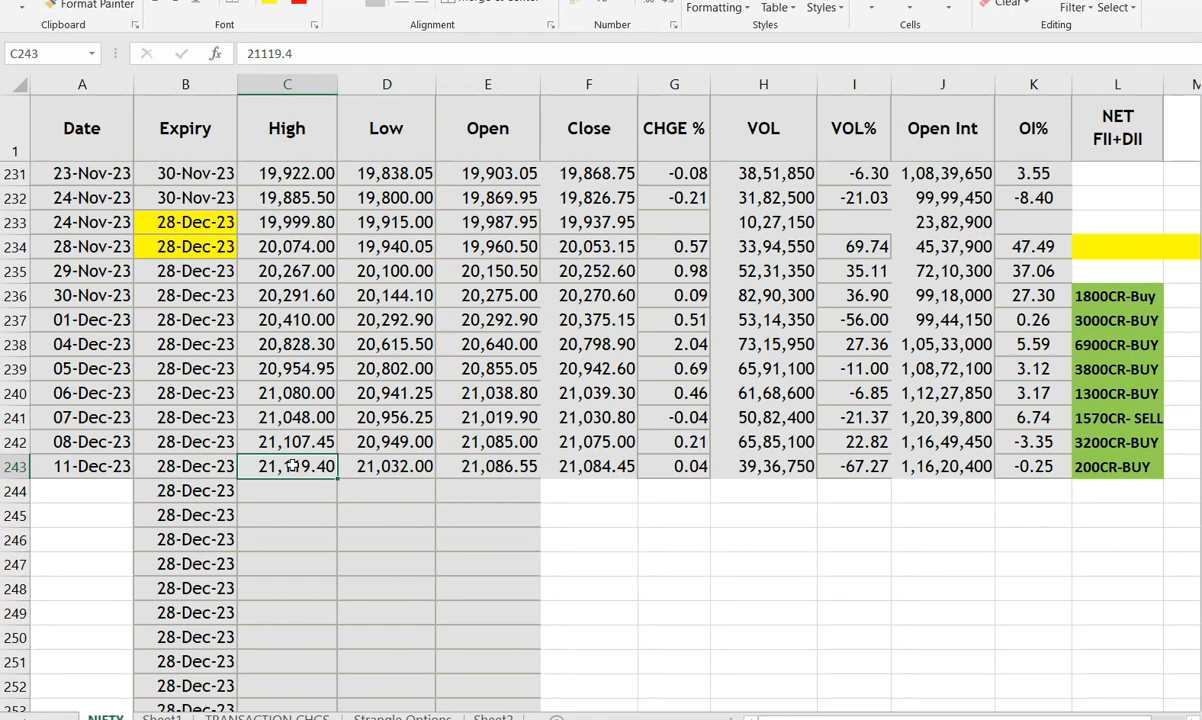 Format Painter
Formatting Table Styles
Clear
Filter Select
Clipboard Font Alignment Number Styles Cells Editing
C243 fx 21119.4
A B C D E F G H I J K L
1 Date Expiry High Low Open Close CHGE % VOL VOL% Open Int OI% NET FII+DII
231 23-Nov-23 30-Nov-23 19,922.00 19,838.05 19,903.05 19,868.75 -0.08 38,51,850 -6.30 1,08,39,650 3.55
232 24-Nov-23 30-Nov-23 19,885.50 19,800.00 19,869.95 19,826.75 -0.21 31,82,500 -21.03 99,99,450 -8.40
233 24-Nov-23 28-Dec-23 19,999.80 19,915.00 19,987.95 19,937.95 10,27,150 23,82,900
234 28-Nov-23 28-Dec-23 20,074.00 19,940.05 19,960.50 20,053.15 0.57 33,94,550 69.74 45,37,900 47.49
235 29-Nov-23 28-Dec-23 20,267.00 20,100.00 20,150.50 20,252.60 0.98 52,31,350 35.11 72,10,300 37.06
236 30-Nov-23 28-Dec-23 20,291.60 20,144.10 20,275.00 20,270.60 0.09 82,90,300 36.90 99,18,000 27.30 1800CR-Buy
237 01-Dec-23 28-Dec-23 20,410.00 20,292.90 20,292.90 20,375.15 0.51 53,14,350 -56.00 99,44,150 0.26 3000CR-BUY
238 04-Dec-23 28-Dec-23 20,828.30 20,615.50 20,640.00 20,798.90 2.04 73,15,950 27.36 1,05,33,000 5.59 6900CR-BUY
239 05-Dec-23 28-Dec-23 20,954.95 20,802.00 20,855.05 20,942.60 0.69 65,91,100 -11.00 1,08,72,100 3.12 3800CR-BUY
240 06-Dec-23 28-Dec-23 21,080.00 20,941.25 21,038.80 21,039.30 0.46 61,68,600 -6.85 1,12,27,850 3.17 1300CR-BUY
241 07-Dec-23 28-Dec-23 21,048.00 20,956.25 21,019.90 21,030.80 -0.04 50,82,400 -21.37 1,20,39,800 6.74 1570CR- SELL
242 08-Dec-23 28-Dec-23 21,107.45 20,949.00 21,085.00 21,075.00 0.21 65,85,100 22.82 1,16,49,450 -3.35 3200CR-BUY
243 11-Dec-23 28-Dec-23 21,119.40 21,032.00 21,086.55 21,084.45 0.04 39,36,750 -67.27 1,16,20,400 -0.25 200CR-BUY
244 28-Dec-23
245 28-Dec-23
246 28-Dec-23
247 28-Dec-23
248 28-Dec-23
249 28-Dec-23
250 28-Dec-23
251 28-Dec-23
252 28-Dec-23
253 28-Dec-23
NIFTY Sheet1 TRANSACTION CHGS Strangle Options Sheet2